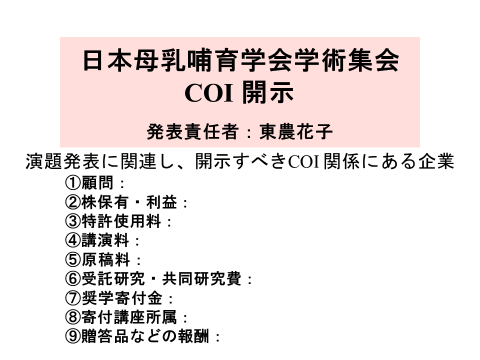 日本母乳哺育学会学術集会
COI 開示
発表責任者：東農花子
演題発表に関連し、開示すべきCOI 関係にある企業
①顧問：
②株保有・利益：
③特許使用料：
④講演料：
⑤原稿料：
⑥受託研究・共同研究費：
⑦奨学寄付金：
⑧寄付講座所属：
⑨贈答品などの報酬：